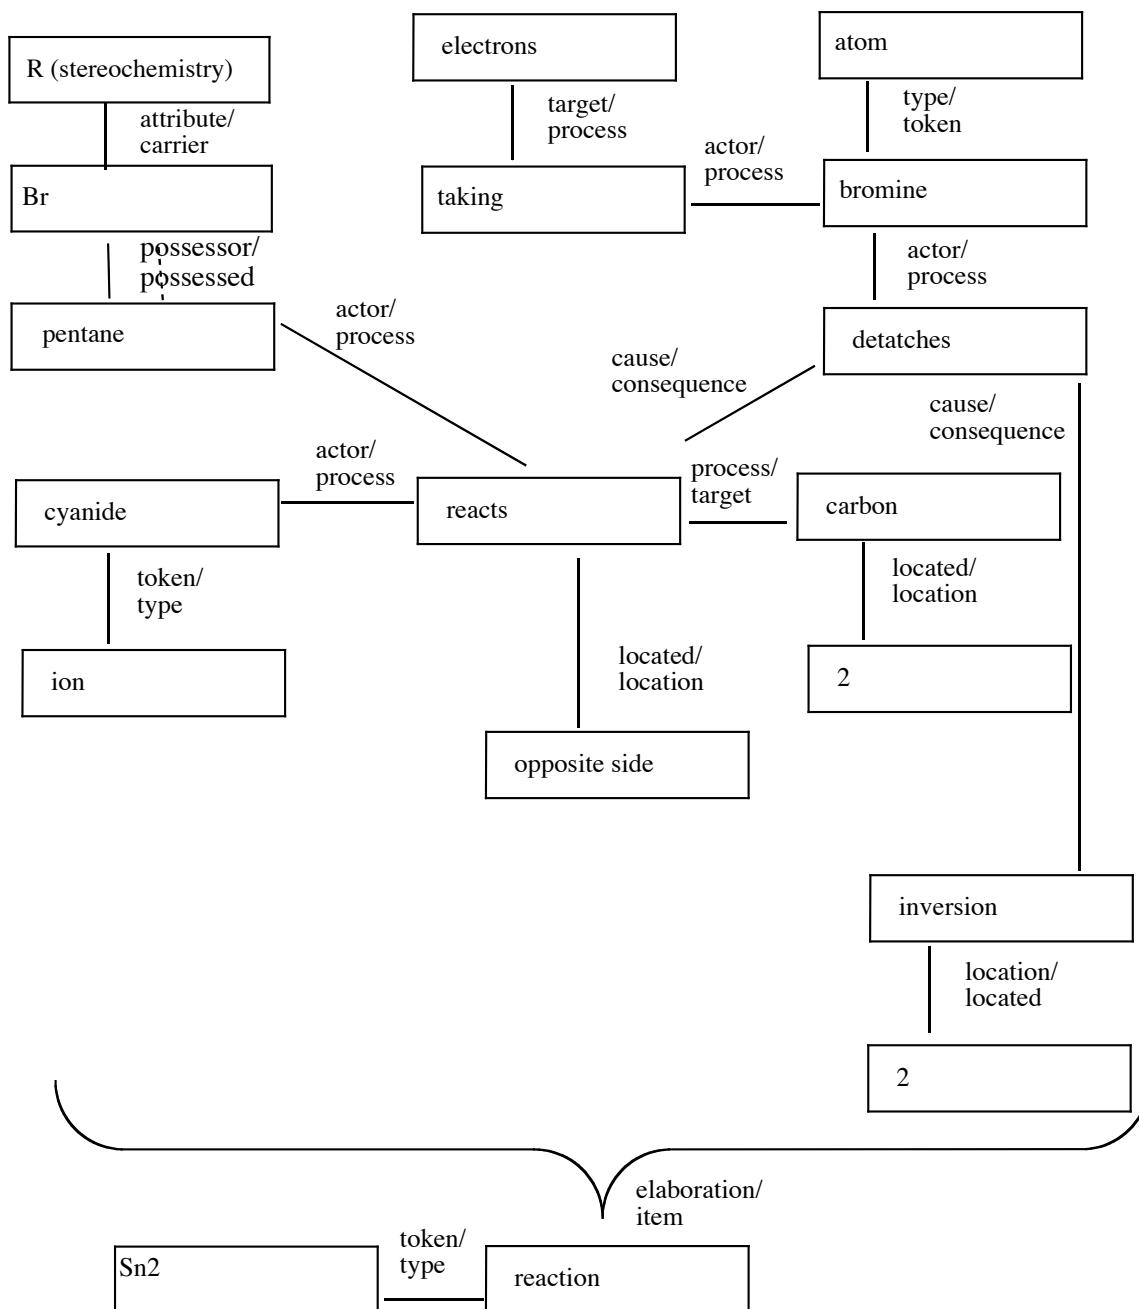 electrons
atom
R (stereochemistry)
target/
process
type/
token
attribute/
carrier
actor/
process
Br
taking
bromine
possessor/
possessed
actor/
process
pentane
actor/
process
detatches
cause/
consequence
cause/
consequence
actor/
process
process/
target
cyanide
reacts
carbon
token/
type
located/
location
ion
located/
location
2
opposite side
inversion
location/
located
2
elaboration/
item
Sn2
token/
type
reaction